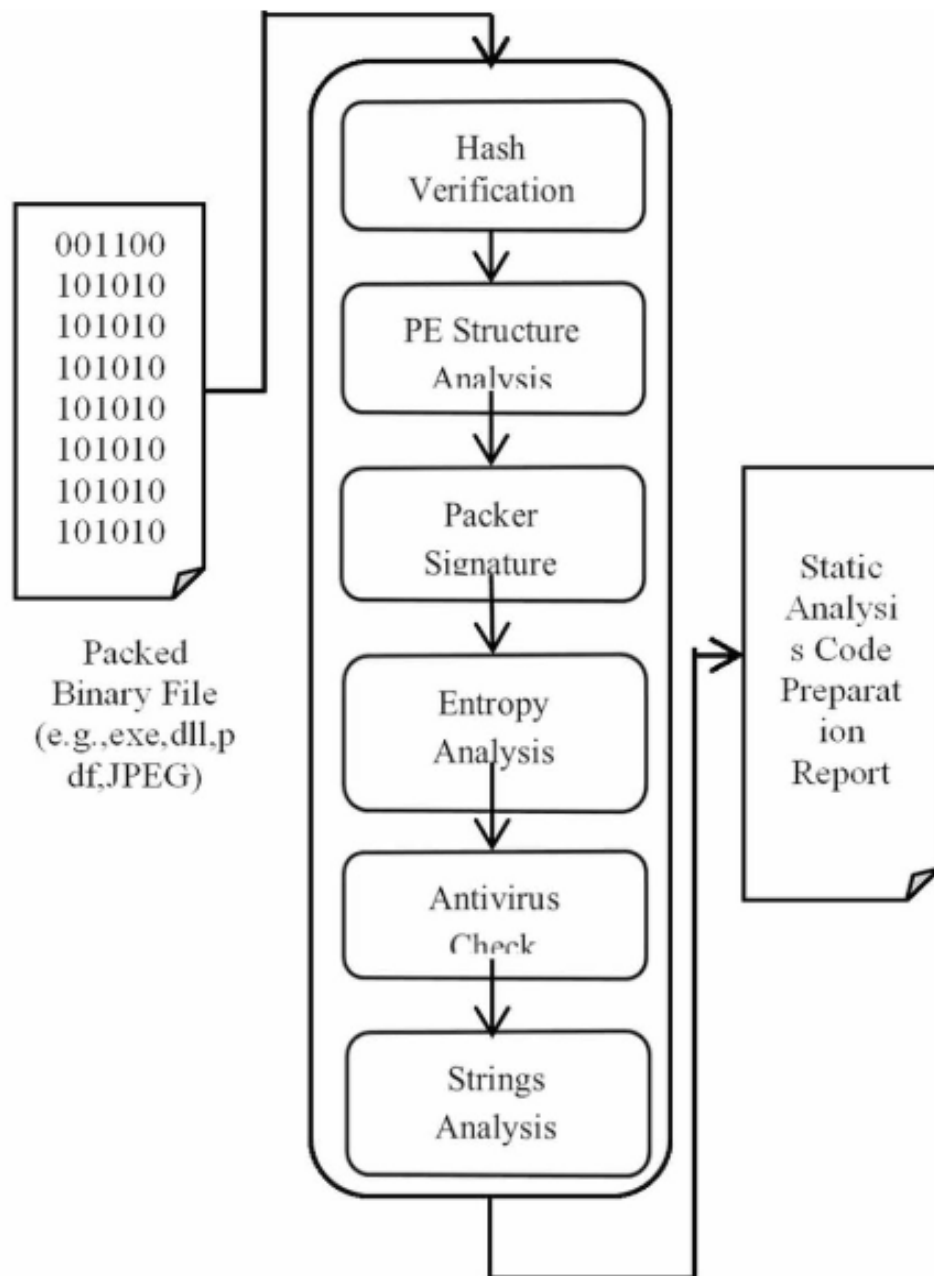 001100
101010
101010
101010
101010
101010
101010
101010
Packed
Binary File
(e.g.,exe,dll,p
df,JPEG)
Hash
Verification
PE Structure
Analysis
Packer
Signature
Entropy
Analysis
Antivirus
Check
Strings
Analysis
Static
Analysi
s Code
Preparat
ion
Report